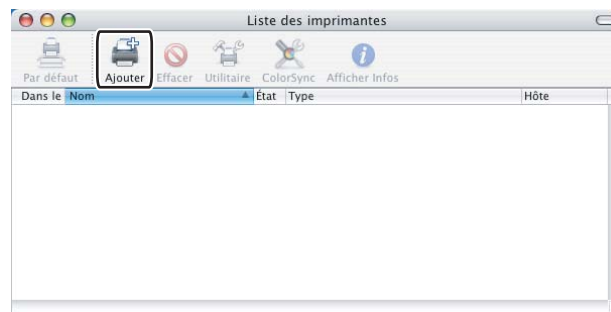 Liste des imprimantes
Par défaut Ajouter Effacer Utilitaire ColorSync Afficher Infos
Dans le Nom État Type Hôte